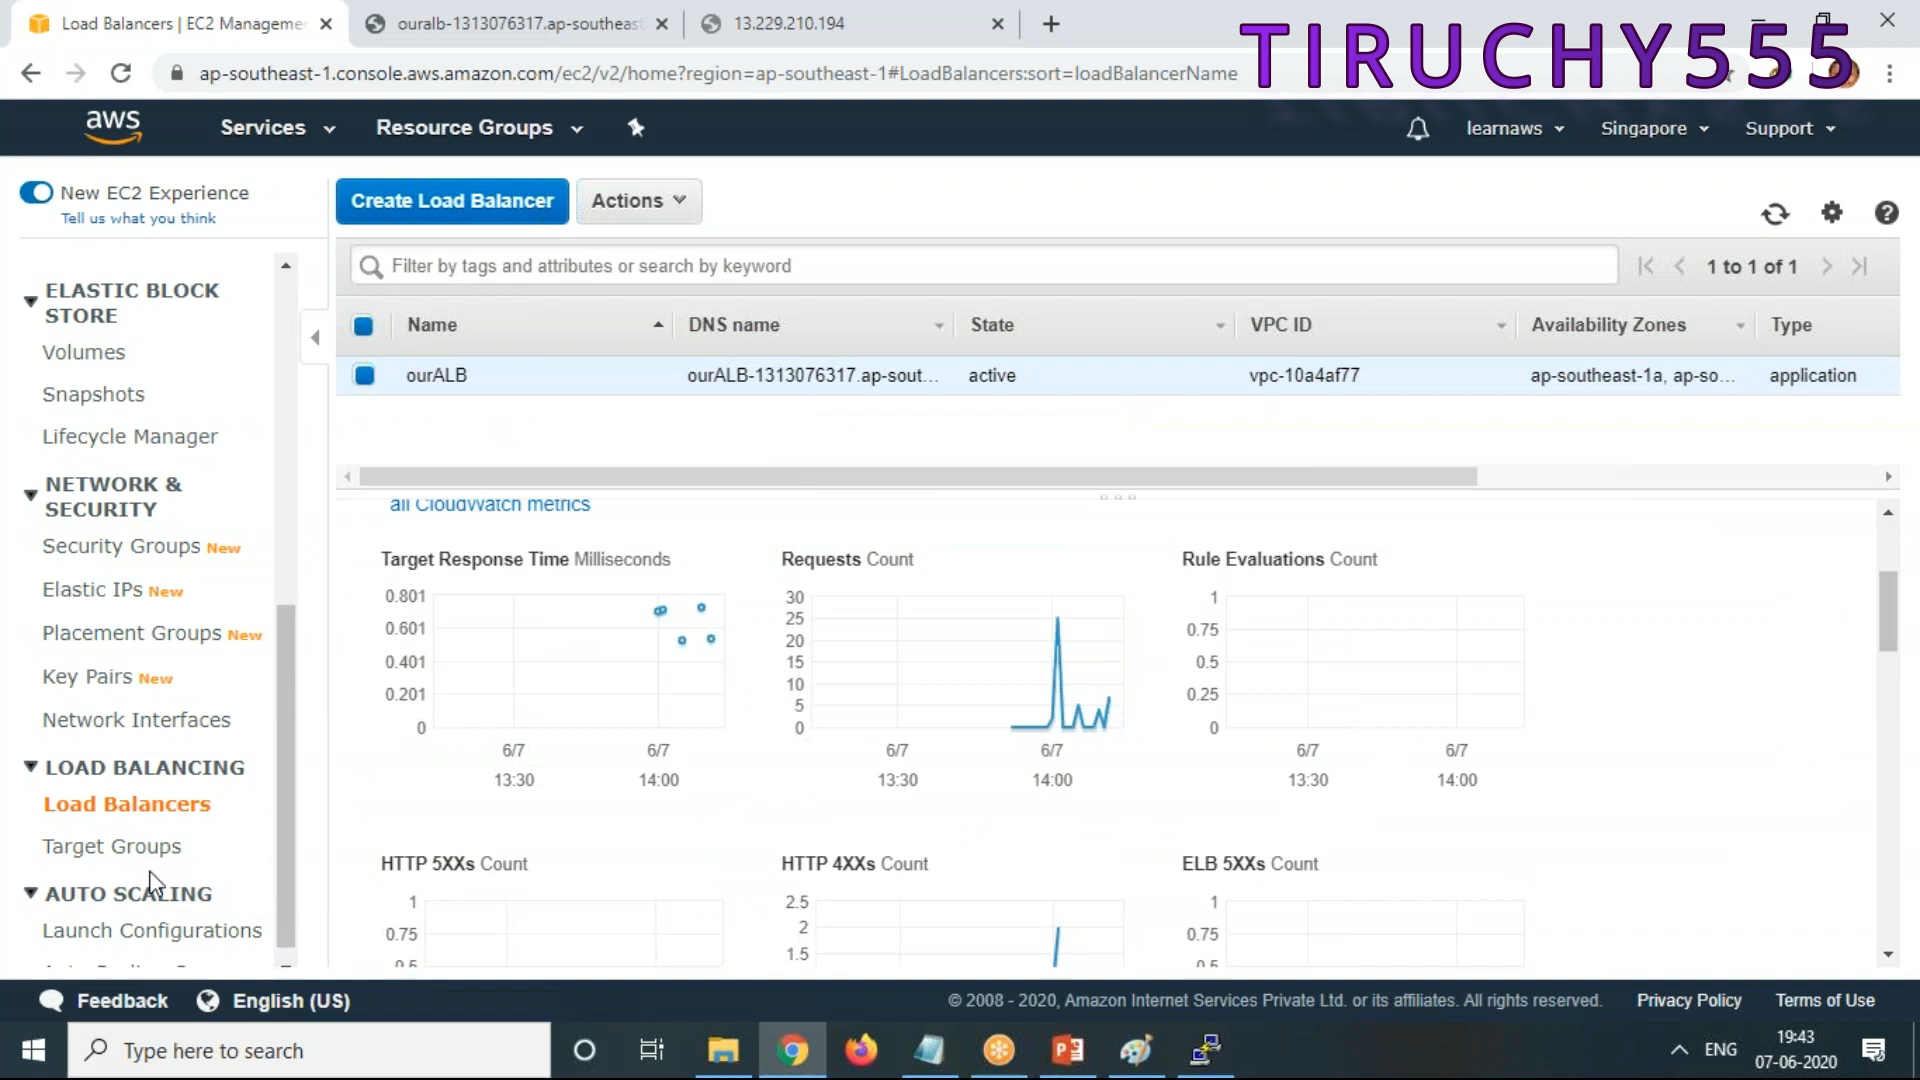 Load Balancers | EC2 Manageme
ouralb-1313076317.ap-southeast
13.229.210.194
TIRUCHY555
ap-southeast-1.console.aws.amazon.com/ec2/v2/home?region=ap-southeast-1#LoadBalancers:sort=loadBalancerName
aws
Services
Resource Groups
learnaws
Singapore
Support
New EC2 Experience
Tell us what you think
Create Load Balancer
Actions
Filter by tags and attributes or search by keyword
1 to 1 of 1
Name
DNS name
State
VPC ID
Availability Zones
Type
ourALB
ourALB-1313076317.ap-sout...
active
vpc-10a4af77
ap-southeast-1a, ap-so...
application
ELASTIC BLOCK
STORE
Volumes
Snapshots
Lifecycle Manager
NETWORK &
SECURITY
Security Groups New
Elastic IPs New
Placement Groups New
Key Pairs New
Network Interfaces
LOAD BALANCING
Load Balancers
Target Groups
AUTO SCALING
Launch Configurations
all CloudWatch metrics
Target Response Time Milliseconds
0.801
0.601
0.401
0.201
0
6/7
13:30
6/7
14:00
Requests Count
30
25
20
15
10
5
0
6/7
13:30
6/7
14:00
Rule Evaluations Count
1
0.75
0.5
0.25
0
6/7
13:30
6/7
14:00
HTTP 5XXs Count
1
0.75
0.5
HTTP 4XXs Count
2.5
2
1.5
ELB 5XXs Count
1
0.75
0.5
Feedback
English (US)
© 2008 - 2020, Amazon Internet Services Private Ltd. or its affiliates. All rights reserved.
Privacy Policy
Terms of Use
Type here to search
ENG
19:43
07-06-2020